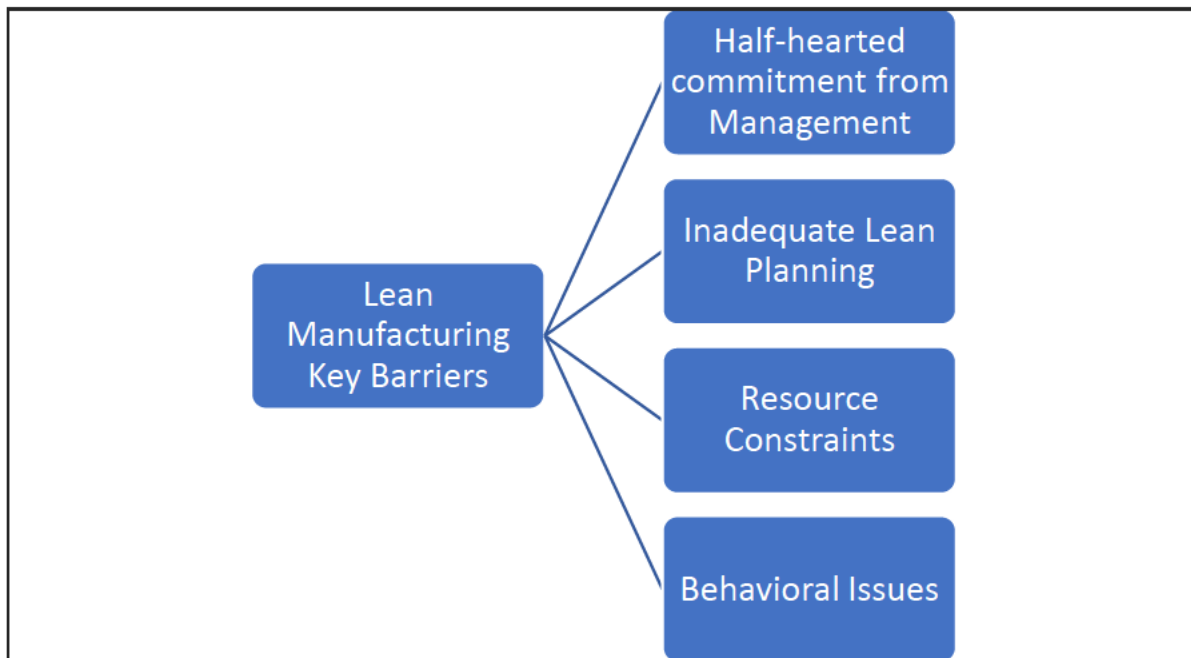 Half-hearted
commitment from
Management
Inadequate Lean
Planning
Lean
Manufacturing
Key Barriers
Resource
Constraints
Behavioral Issues